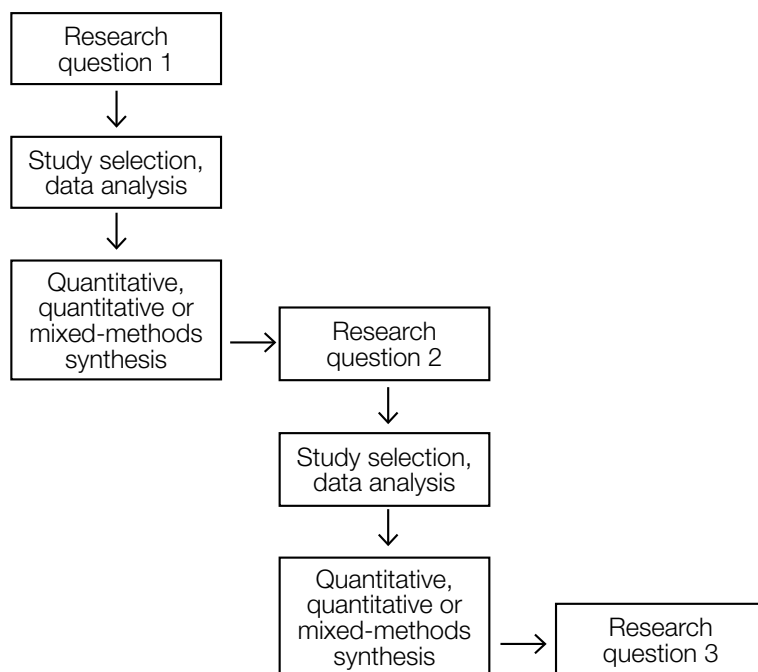 Research
question 1
Study selection,
data analysis
Quantitative,
quantitative or
mixed-methods
synthesis
Research
question 2
Study selection,
data analysis
Quantitative,
quantitative or
mixed-methods
synthesis
Research
question 3